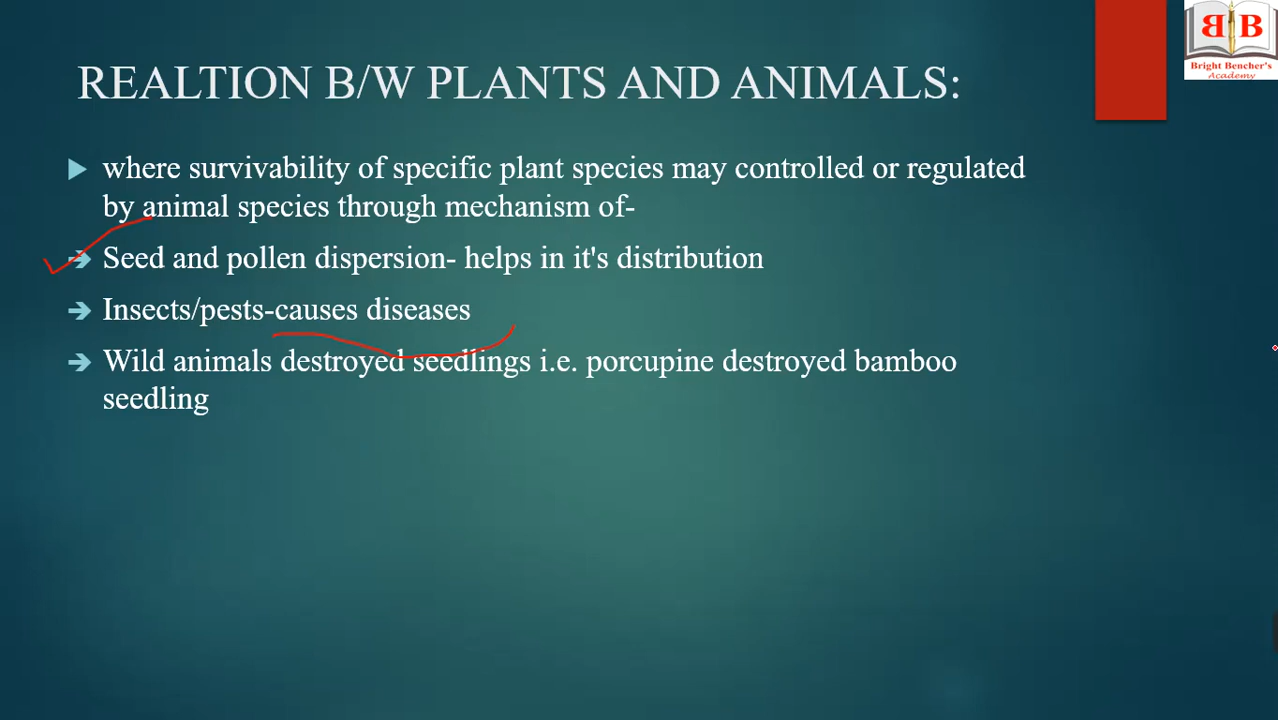 BB
Bright Bencher's
Academy
REALTION B/W PLANTS AND ANIMALS:
where survivability of specific plant species may controlled or regulated
by animal species through mechanism of-
Seed and pollen dispersion- helps in it's distribution
Insects/pests-causes diseases
Wild animals destroyed seedlings i.e. porcupine destroyed bamboo
seedling